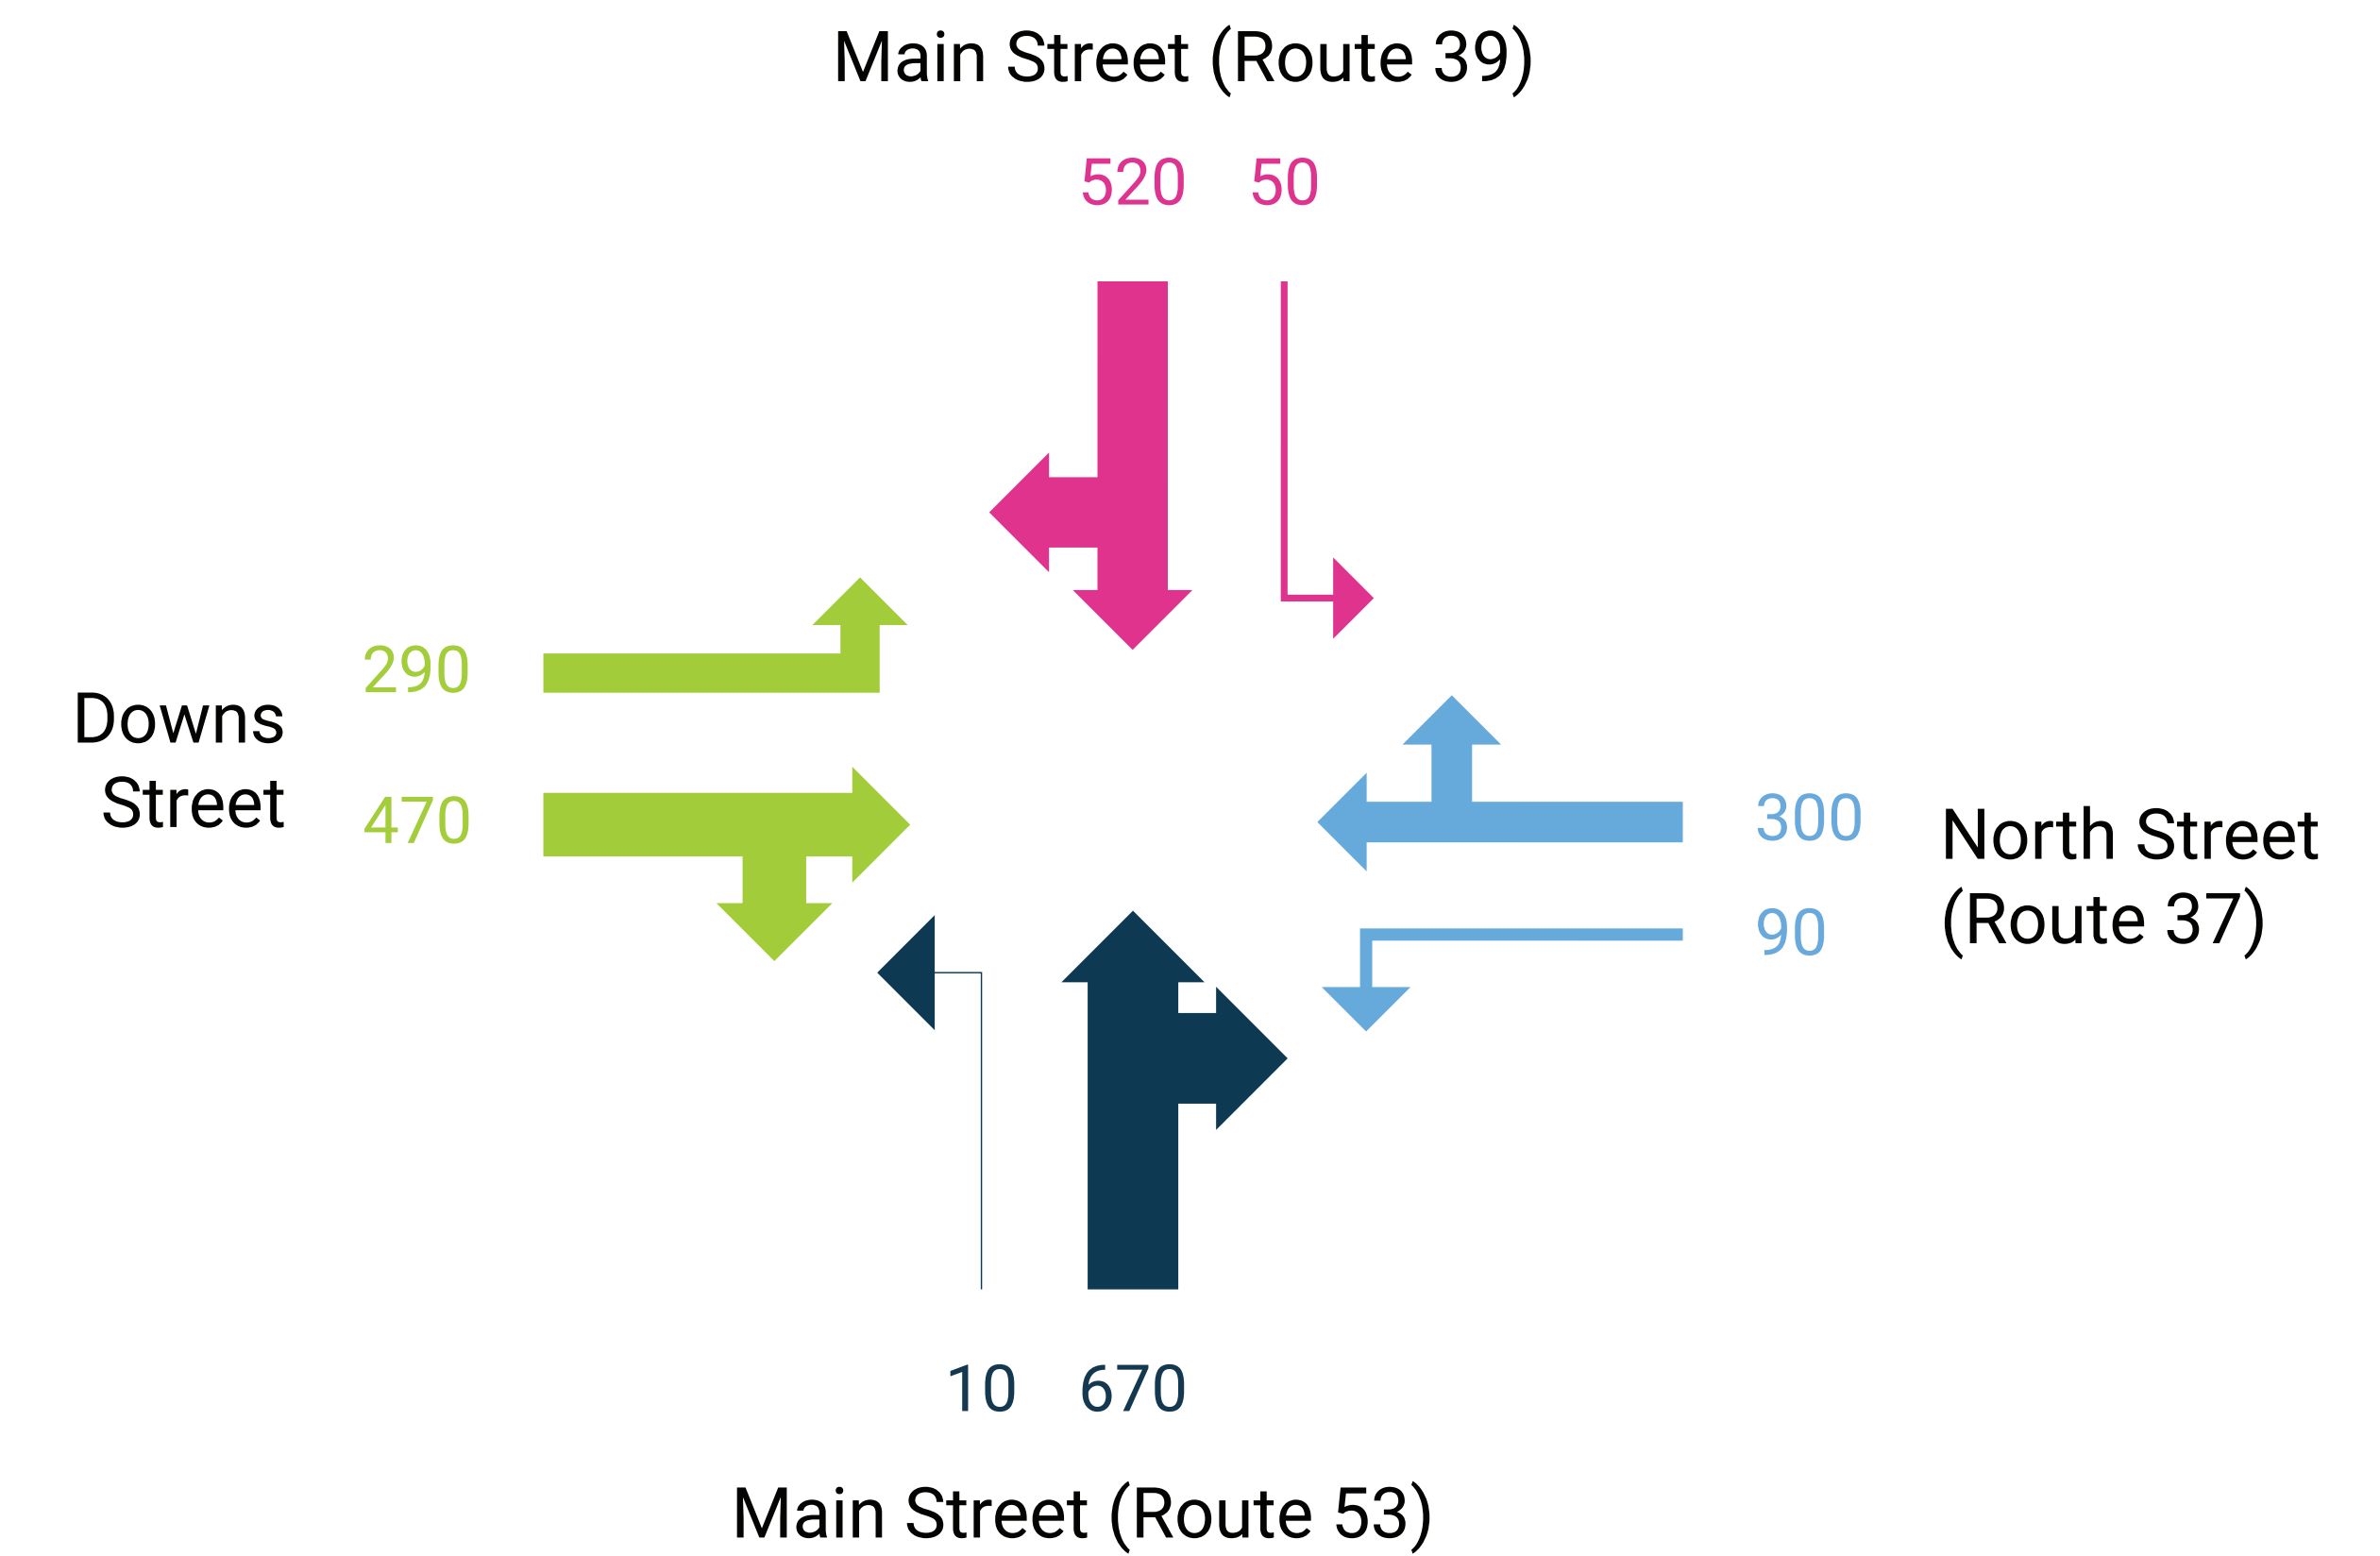 Main Street (Route 39)
520 50
290
Downs
Street
470
300
90
North Street
(Route 37)
10 670
Main Street (Route 53)